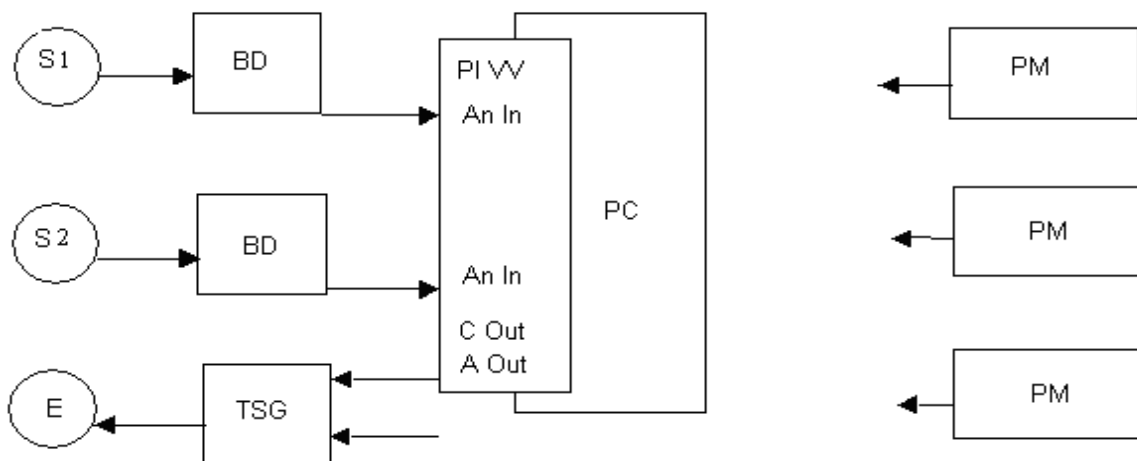 S1
BD
PI VV
An In
PM
S2
BD
PC
PM
An In
C Out
A Out
E
TSG
PM